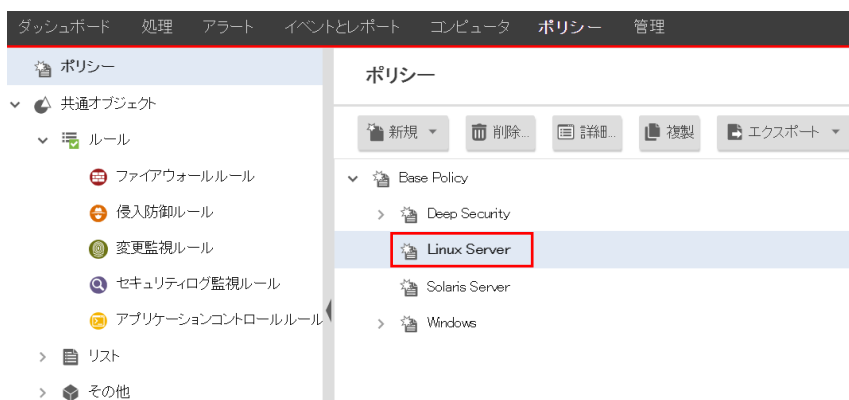 ダッシュボード 処理 アラート イベントとレポート コンピュータ ポリシー 管理
ポリシー
共通オブジェクト
ルール
ファイアウォールルール
侵入防御ルール
変更監視ルール
セキュリティログ監視ルール
アプリケーションコントロールルール
リスト
その他
ポリシー
新規 削除... 詳細... 複製 エクスポート
Base Policy
Deep Security
Linux Server
Solaris Server
Windows